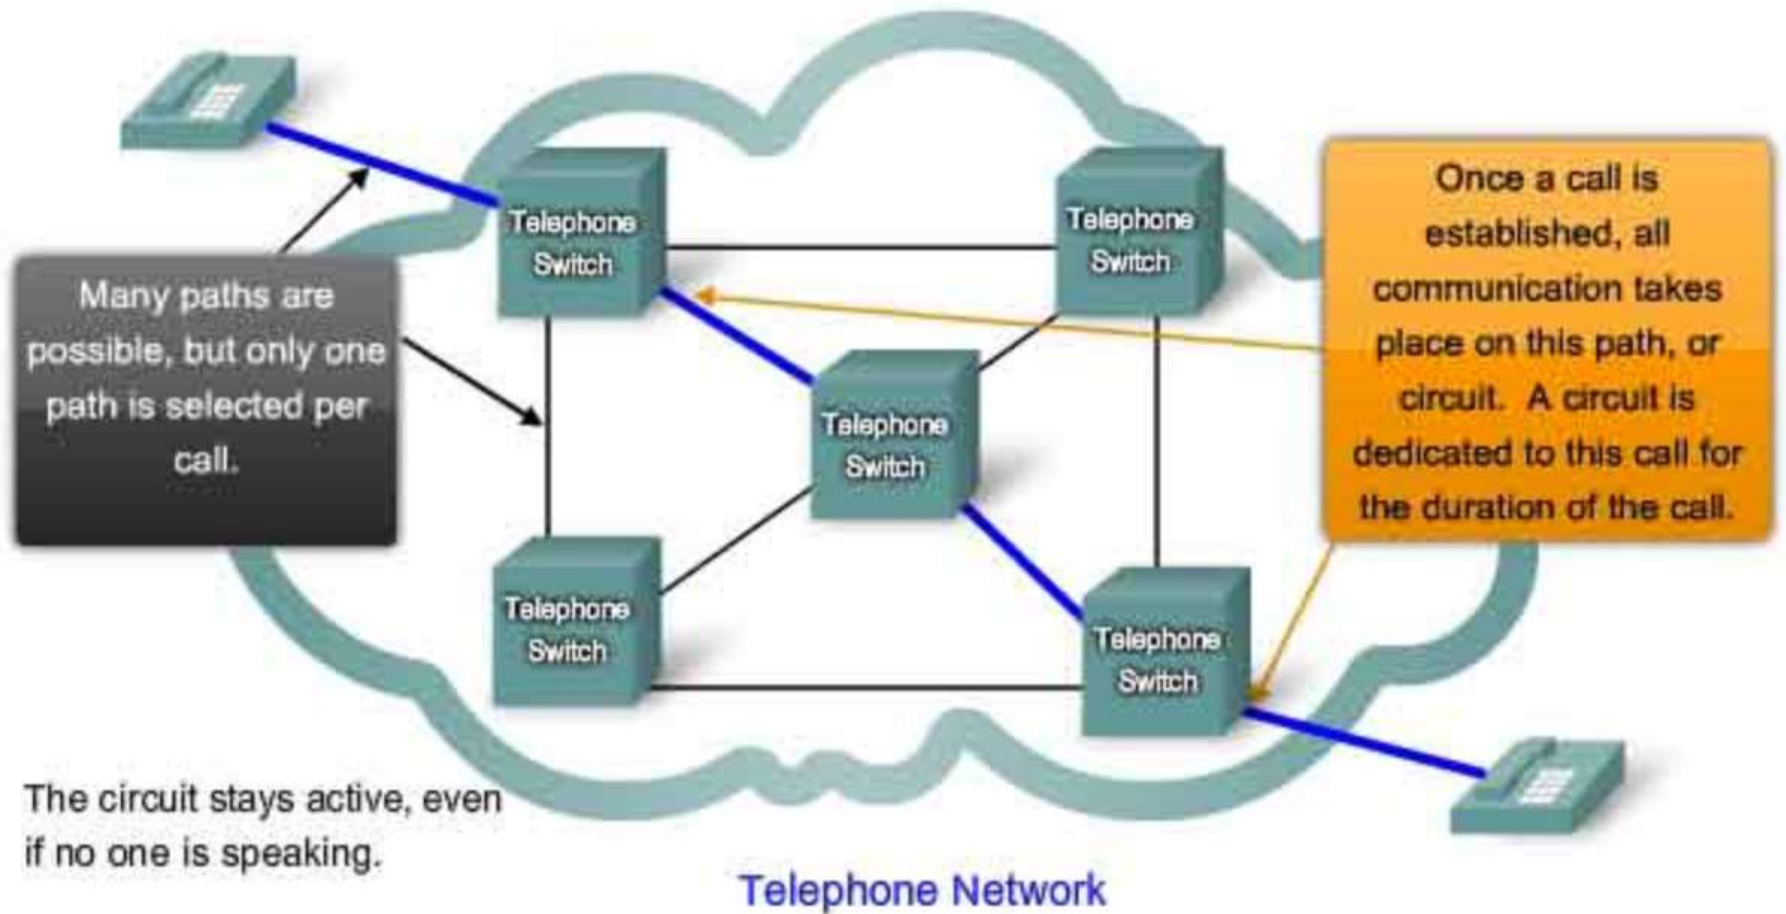 Telephone
Switch
Telephone
Switch
Once a call is
established, all
communication takes
place on this path, or
circuit. A circuit is
dedicated to this call for
the duration of the call.
Many paths are
possible, but only one
path is selected per
call.
Telephone
Switch
Telephone
Switch
Telephone
Switch
The circuit stays active, even
if no one is speaking.
Telephone Network